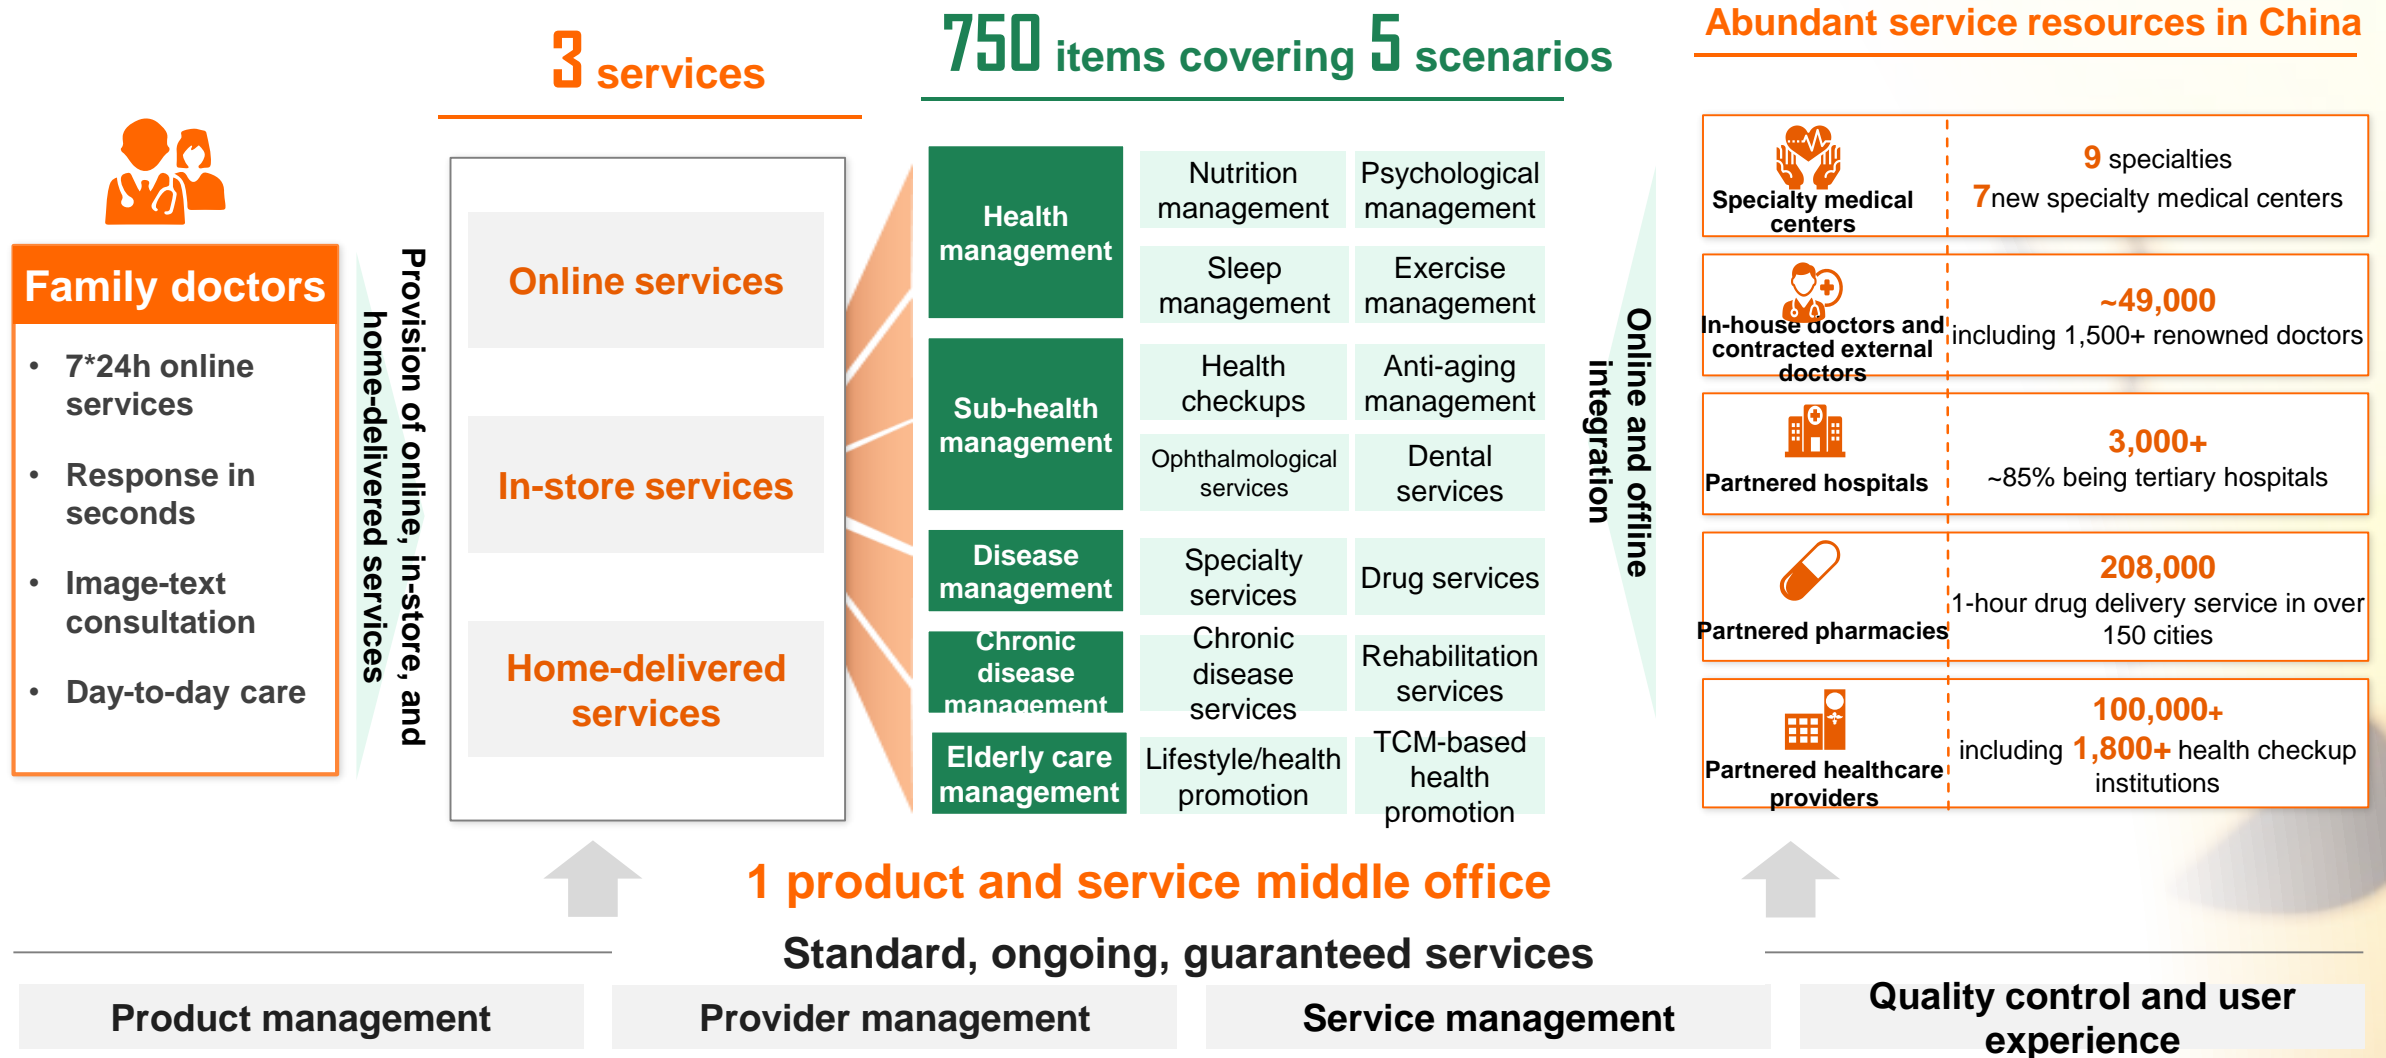 3 services
750 items covering 5 scenarios
Abundant service resources in China
Family doctors
• 7*24h online
services
• Response in
seconds
• Image-text
consultation
• Day-to-day care
Provision of online, in-store, and
home-delivered services
Online services
In-store services
Home-delivered
services
Health
management
Nutrition
management
Psychological
management
Sleep
management
Exercise
management
Sub-health
management
Health
checkups
Anti-aging
management
Ophthalmological
services
Dental
services
Disease
management
Specialty
services
Drug services
Chronic
disease
management
Chronic
disease
services
Rehabilitation
services
Elderly care
management
Lifestyle/health
promotion
TCM-based
health
promotion
Online and offline
integration
Specialty medical
centers
9 specialties
7new specialty medical centers
In-house doctors and
contracted external
doctors
~49,000
including 1,500+ renowned doctors
Partnered hospitals
3,000+
~85% being tertiary hospitals
Partnered pharmacies
208,000
1-hour drug delivery service in over
150 cities
Partnered healthcare
providers
100,000+
including 1,800+ health checkup
institutions
1 product and service middle office
Standard, ongoing, guaranteed services
Product management
Provider management
Service management
Quality control and user
experience